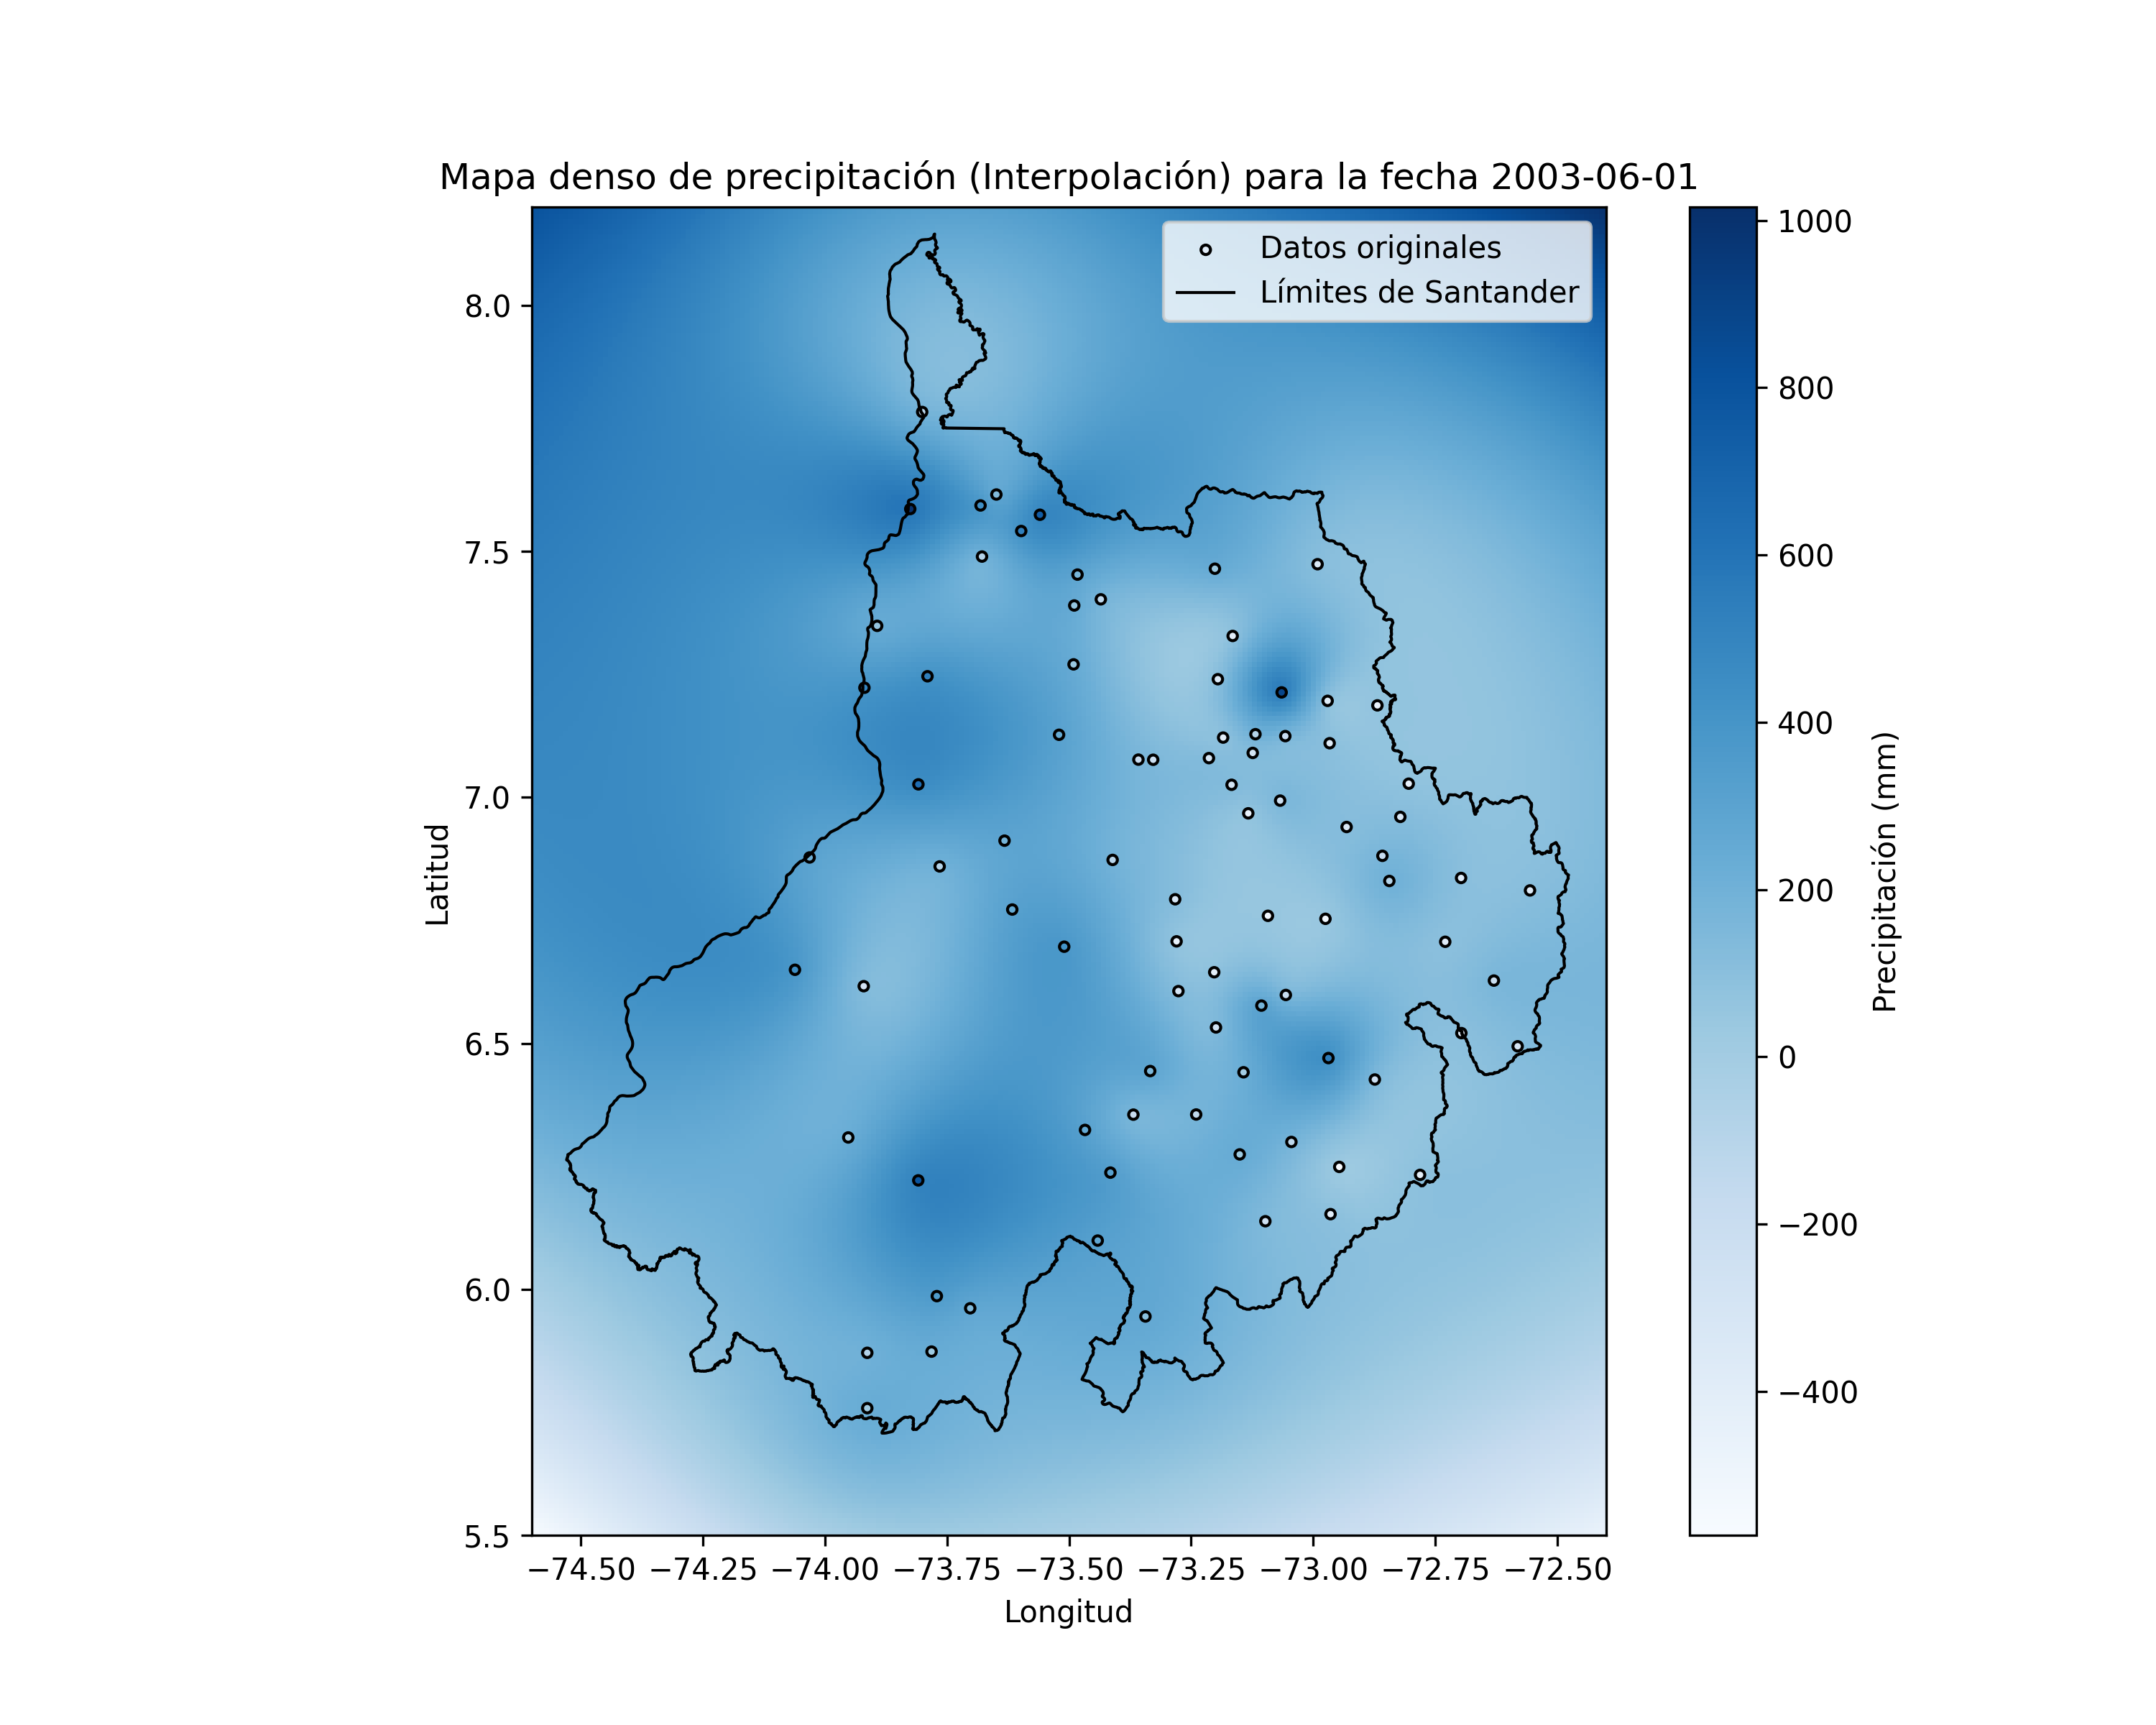 Mapa denso de precipitación (Interpolación) para la fecha 2003-06-01
Datos originales
Límites de Santander
8.0
7.5
7.0
6.5
6.0
5.5
Latitud
−74.50 −74.25 −74.00 −73.75 −73.50 −73.25 −73.00 −72.75 −72.50
Longitud
1000
800
600
400
200
0
−200
−400
Precipitación (mm)